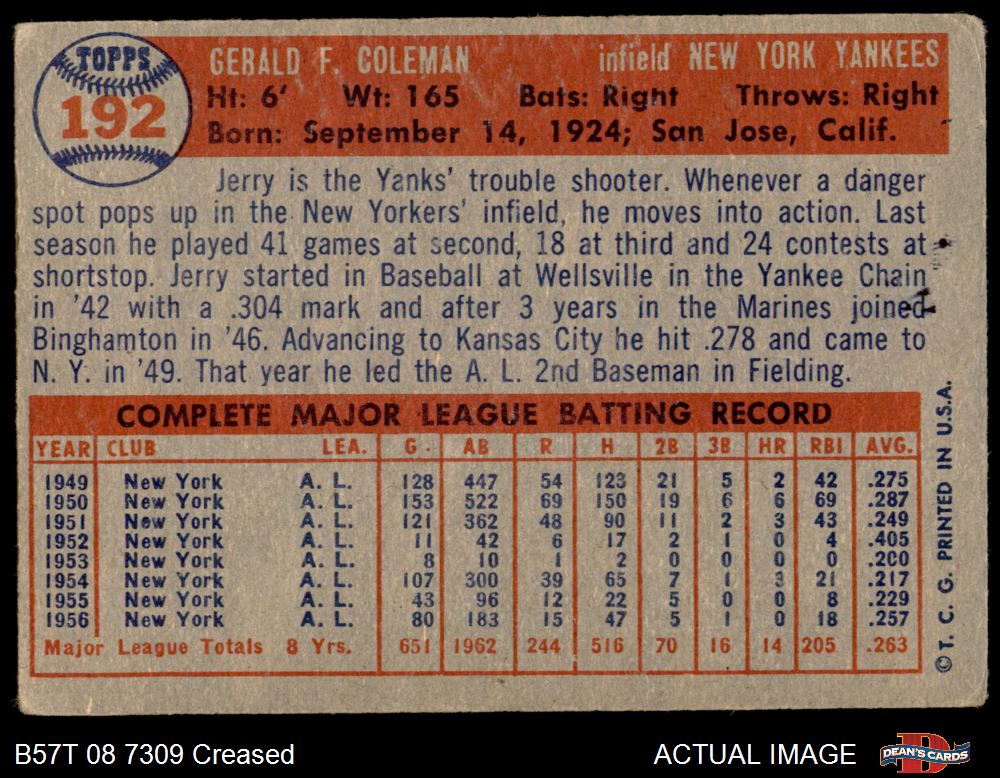 TOPPS
192
GERALD F. COLEMAN infield NEW YORK YANKEES
Ht: 6' Wt: 165 Bats: Right Throws: Right
Born: September 14, 1924; San Jose, Calif.
Jerry is the Yanks' trouble shooter. Whenever a danger
spot pops up in the New Yorkers' infield, he moves into action. Last
season he played 41 games at second, 18 at third and 24 contests at
shortstop. Jerry started in Baseball at Wellsville in the Yankee Chain
in '42 with a .304 mark and after 3 years in the Marines joined
Binghamton in '46. Advancing to Kansas City he hit .278 and came to
N. Y. in '49. That year he led the A. L. 2nd Baseman in Fielding.
COMPLETE MAJOR LEAGUE BATTING RECORD
YEAR CLUB LEA. G AB R H 2B 3B HR RBI AVG.
1949 New York A. L. 128 447 54 123 21 5 2 42 .275
1950 New York A. L. 153 522 69 150 19 6 6 69 .287
1951 New York A. L. 121 362 48 90 11 2 3 43 .249
1952 New York A. L. 11 42 6 17 2 1 0 4 .405
1953 New York A. L. 8 10 1 2 0 0 0 0 .200
1954 New York A. L. 107 300 39 65 7 1 3 21 .217
1955 New York A. L. 43 96 12 22 5 0 0 8 .229
1956 New York A. L. 80 183 15 47 5 1 0 18 .257
Major League Totals 8 Yrs. 651 1962 244 516 70 16 14 205 .263
© T. C. G. PRINTED IN U.S.A.
B57T 08 7309 Creased
ACTUAL IMAGE
DEAN'S CARDS